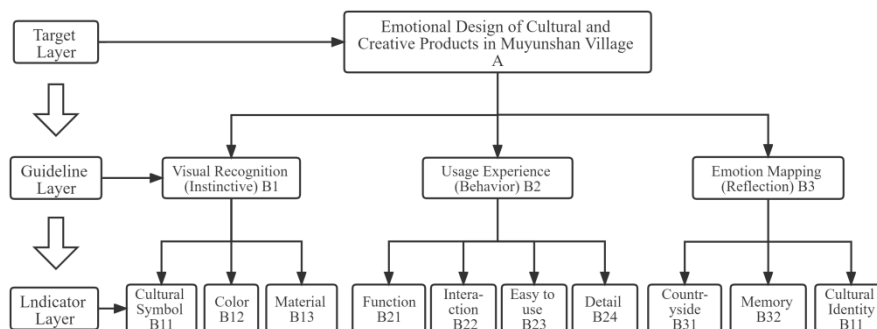 Target
Layer
Emotional Design of Cultural and
Creative Products in Muyunshan Village
A
Guideline
Layer
Visual Recognition
(Instinctive) B1
Usage Experience
(Behavior) B2
Emotion Mapping
(Reflection) B3
Lndicator
Layer
Cultural
Symbol
B11
Color
B12
Material
B13
Function
B21
Intera-
ction
B22
Easy to
use
B23
Detail
B24
Countr-
yside
B31
Memory
B32
Cultural
Identity
B11